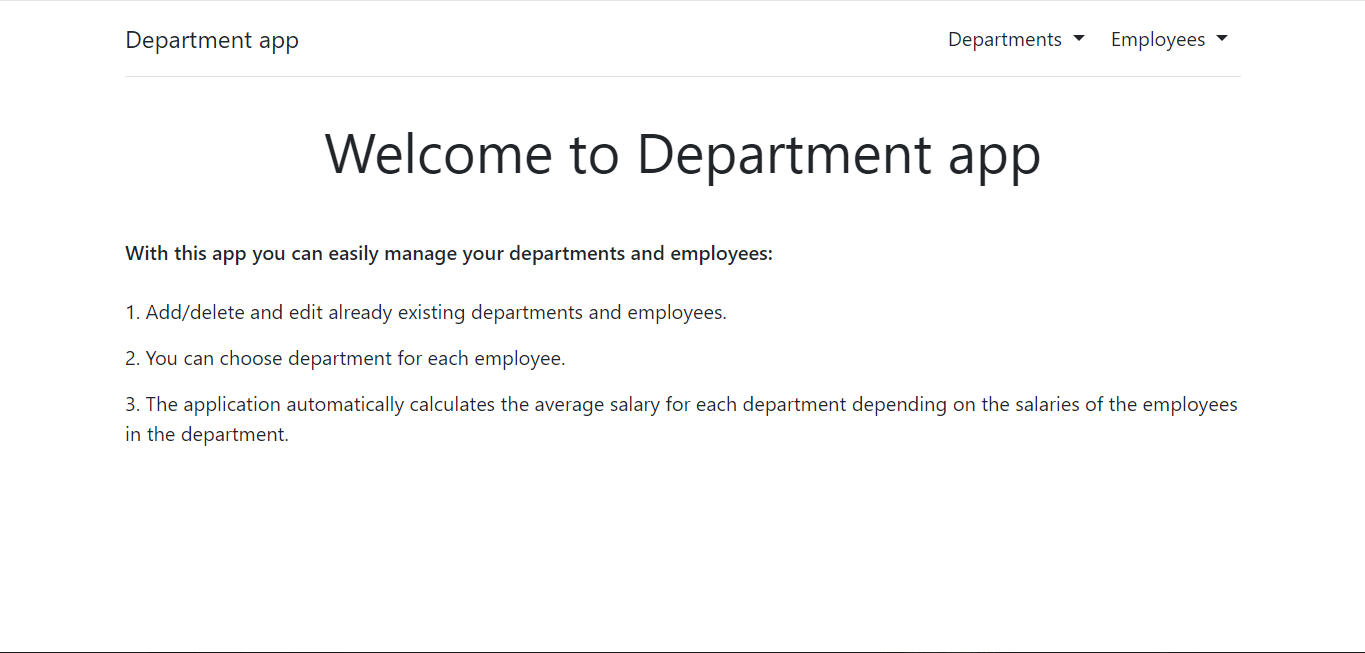 Department app
Departments
Employees
Welcome to Department app
With this app you can easily manage your departments and employees:
1. Add/delete and edit already existing departments and employees.
2. You can choose department for each employee.
3. The application automatically calculates the average salary for each department depending on the salaries of the employees
in the department.